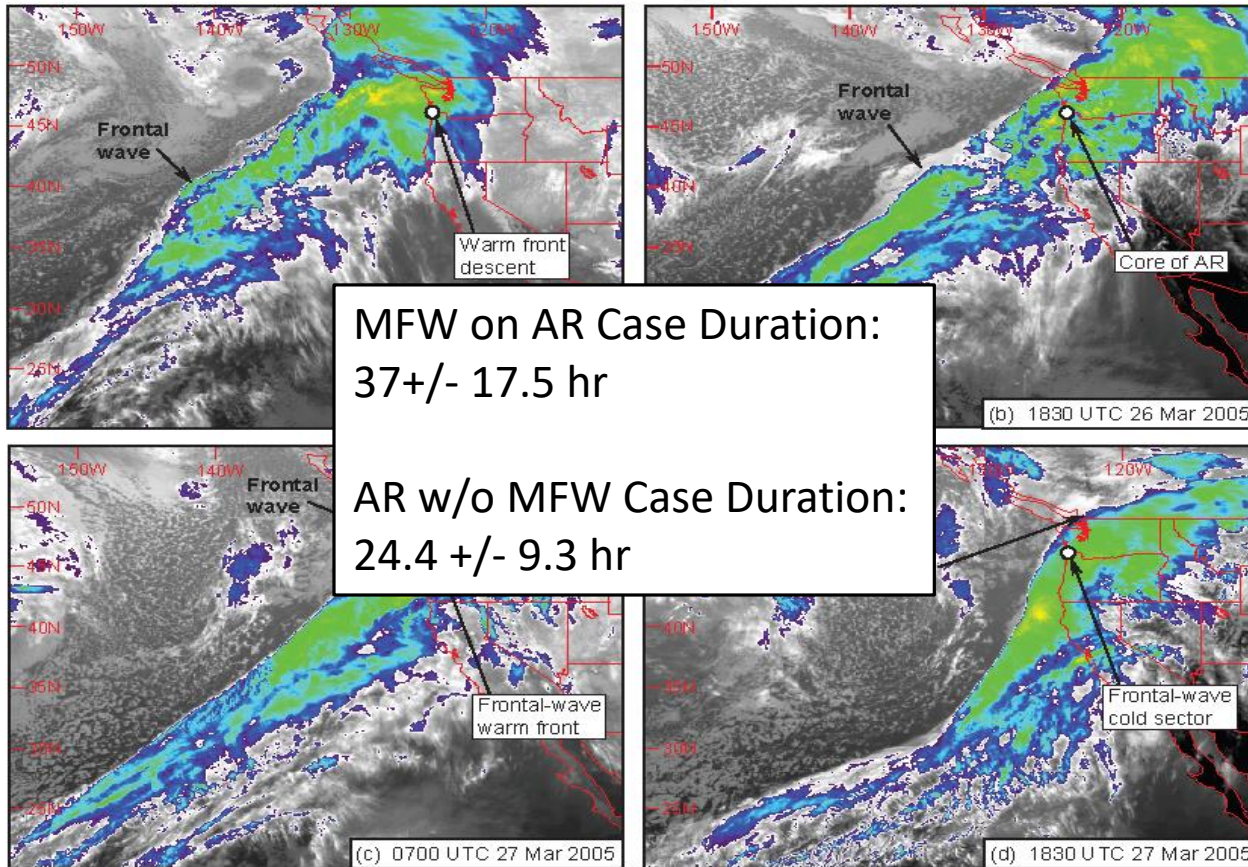 150W 140W 130W 120W
50N
45N
40N
35N
30N
25N
Frontal
wave
Warm front
descent
150W 140W 130W 120W
50N
45N
40N
35N
Frontal
wave
Core of AR
(b) 1830 UTC 26 Mar 2005
MFW on AR Case Duration:
37+/- 17.5 hr
AR w/o MFW Case Duration:
24.4 +/- 9.3 hr
150W 140W
50N
45N
40N
35N
30N
25N
Frontal
wave
Frontal-wave
warm front
(c) 0700 UTC 27 Mar 2005
120W
40N
35N
30N
25N
Frontal-wave
cold sector
(d) 1830 UTC 27 Mar 2005